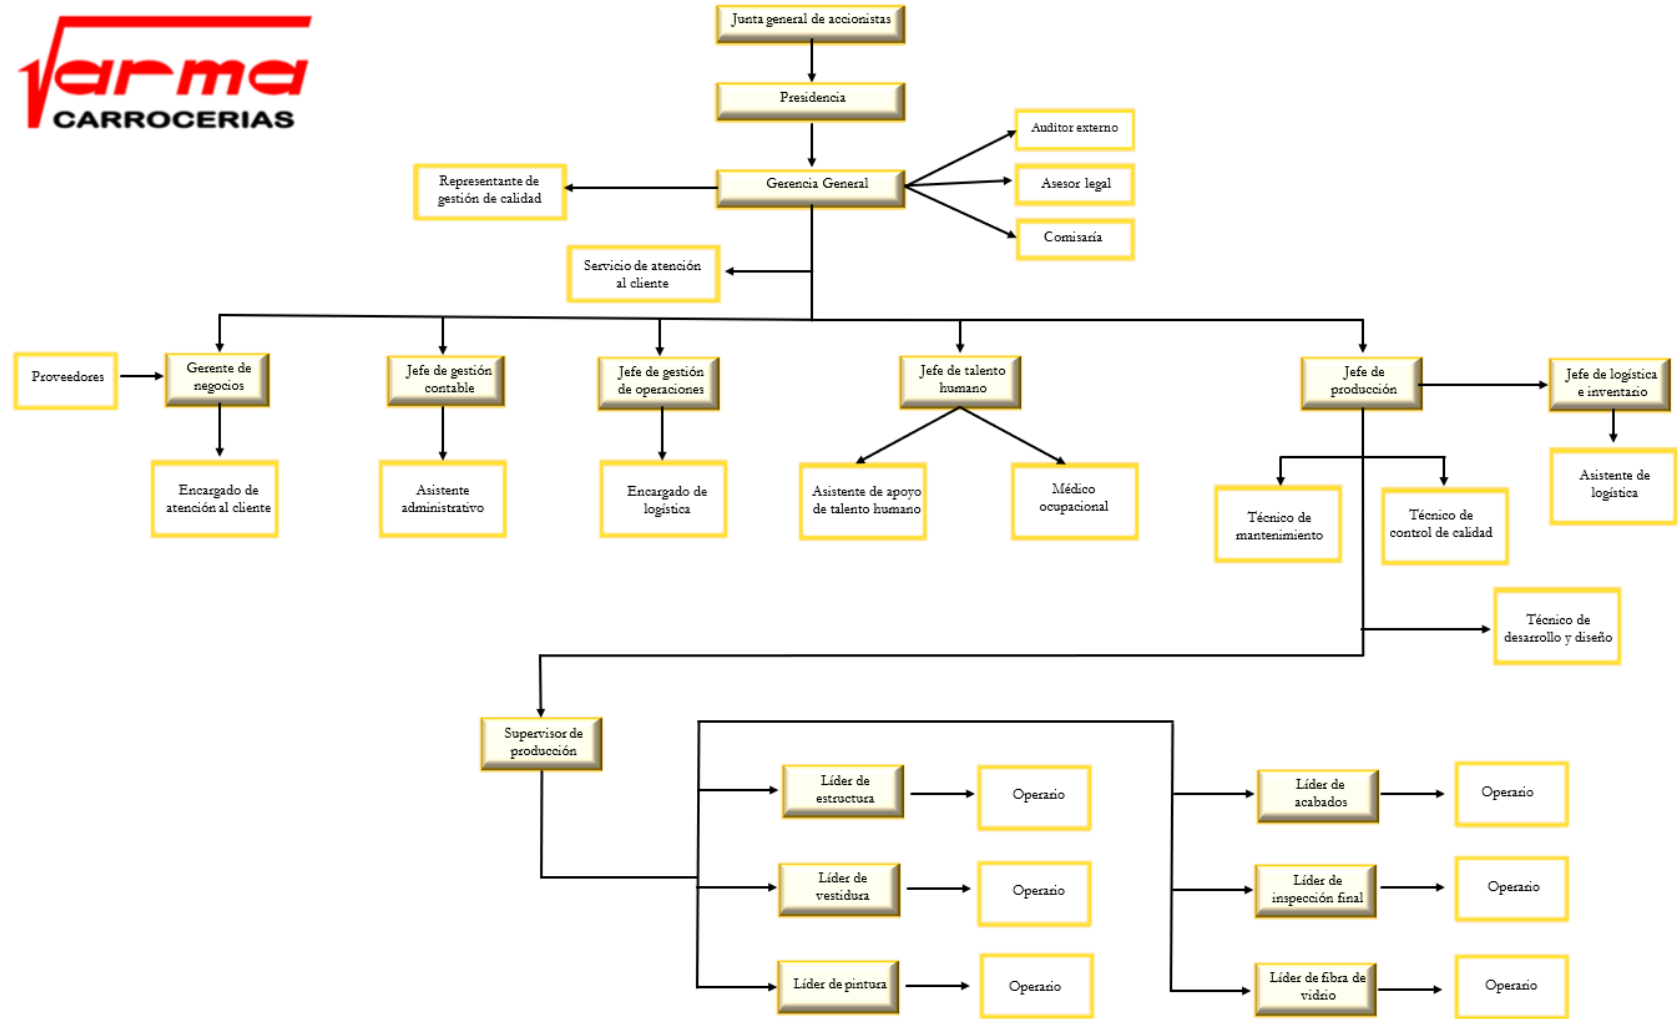 Varma
CARROCERIAS
Junta general de accionistas
Presidencia
Auditor externo
Representante de
gestión de calidad
Gerencia General
Asesor legal
Comisaría
Servicio de atención
al cliente
Proveedores
Gerente de
negocios
Jefe de gestión
contable
Jefe de gestión
de operaciones
Jefe de talento
humano
Jefe de
producción
Jefe de logística
e inventario
Encargado de
atención al cliente
Asistente
administrativo
Encargado de
logística
Asistente de apoyo
de talento humano
Médico
ocupacional
Técnico de
mantenimiento
Técnico de
control de calidad
Asistente de
logística
Técnico de
desarrollo y diseño
Supervisor de
producción
Líder de
estructura
Operario
Líder de
acabados
Operario
Líder de
vestidura
Operario
Líder de
inspección final
Operario
Líder de pintura
Operario
Líder de fibra de
vidrio
Operario